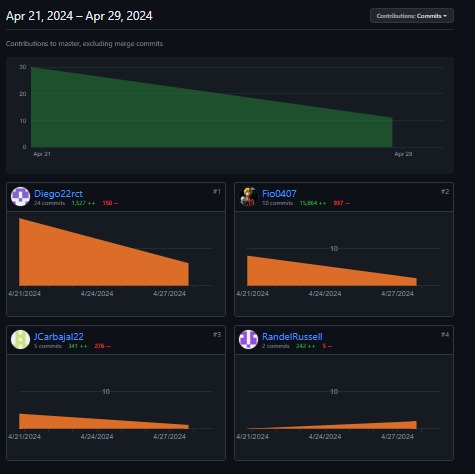 Apr 21, 2024 – Apr 29, 2024
Contributions: Commits
Contributions to master, excluding merge commits
30
20
10
0
Apr 21
Apr 28
Diego22rct
#1
24 commits 1,527 ++ 150 --
4/21/2024 4/24/2024 4/27/2024
Fio0407
#2
10 commits 15,864 ++ 937 --
10
4/21/2024 4/24/2024 4/27/2024
JCarbajal22
#3
5 commits 341 ++ 276 --
10
4/21/2024 4/24/2024 4/27/2024
RandelRussell
#4
2 commits 242 ++ 5 --
10
4/21/2024 4/24/2024 4/27/2024